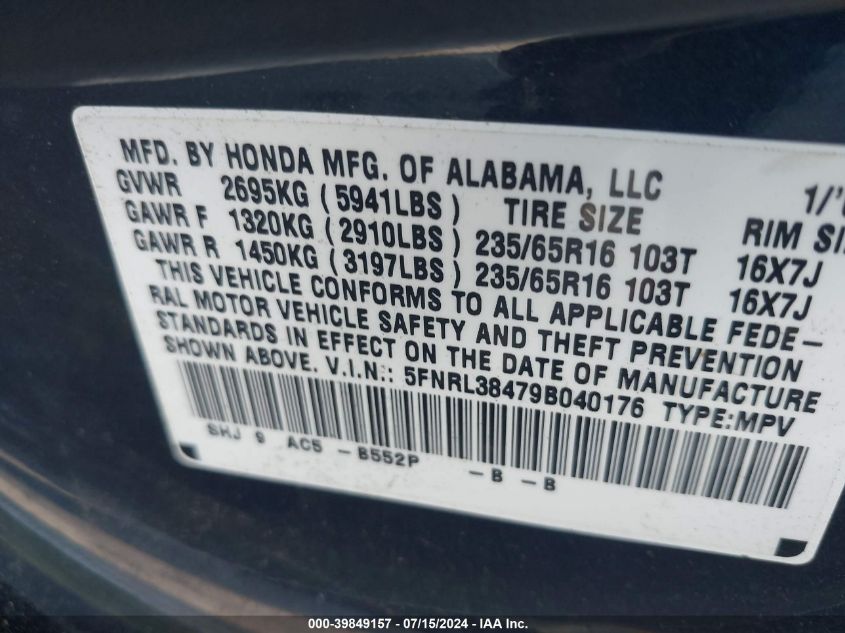 MFD. BY HONDA MFG. OF ALABAMA, LLC 1/'
GVWR 2695KG (5941LBS) TIRE SIZE RIM SI
GAWR F 1320KG (2910LBS) 235/65R16 103T 16X7J
GAWR R 1450KG (3197LBS) 235/65R16 103T 16X7J
THIS VEHICLE CONFORMS TO ALL APPLICABLE FEDE-
RAL MOTOR VEHICLE SAFETY AND THEFT PREVENTION
STANDARDS IN EFFECT ON THE DATE OF MANUFACTURE
SHOWN ABOVE. V.I.N.: 5FNRL38479B040176 TYPE:MPV
SHJ 9 AC5 -B552P -B -B
000-39849157 / 07/15/2024 - IAA Inc.